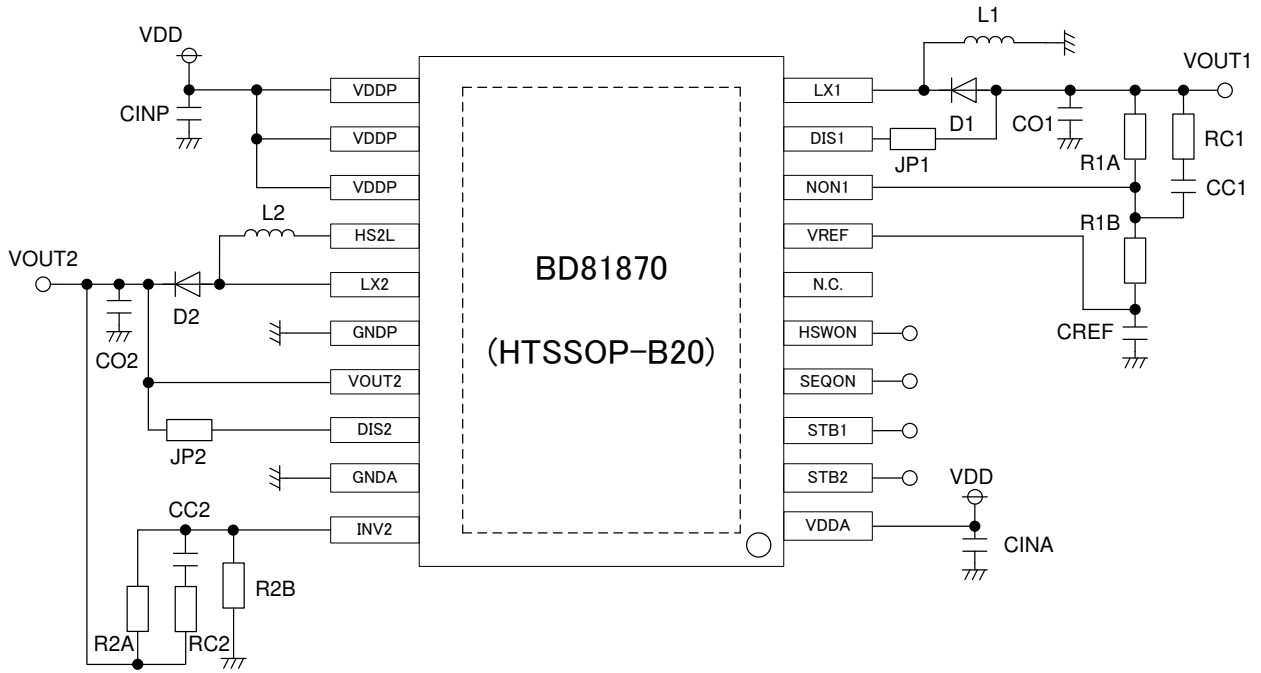 VDD
CINP
VDDP
VDDP
VDDP
L2
HS2L
VOUT2
LX2
D2
CO2
GNDP
VOUT2
DIS2
JP2
GNDA
CC2
INV2
R2A
RC2
R2B
BD81870
(HTSSOP-B20)
L1
VOUT1
LX1
D1
CO1
DIS1
JP1
R1A
RC1
NON1
CC1
R1B
VREF
N.C.
CREF
HSWON
SEQON
STB1
STB2
VDD
VDDA
CINA